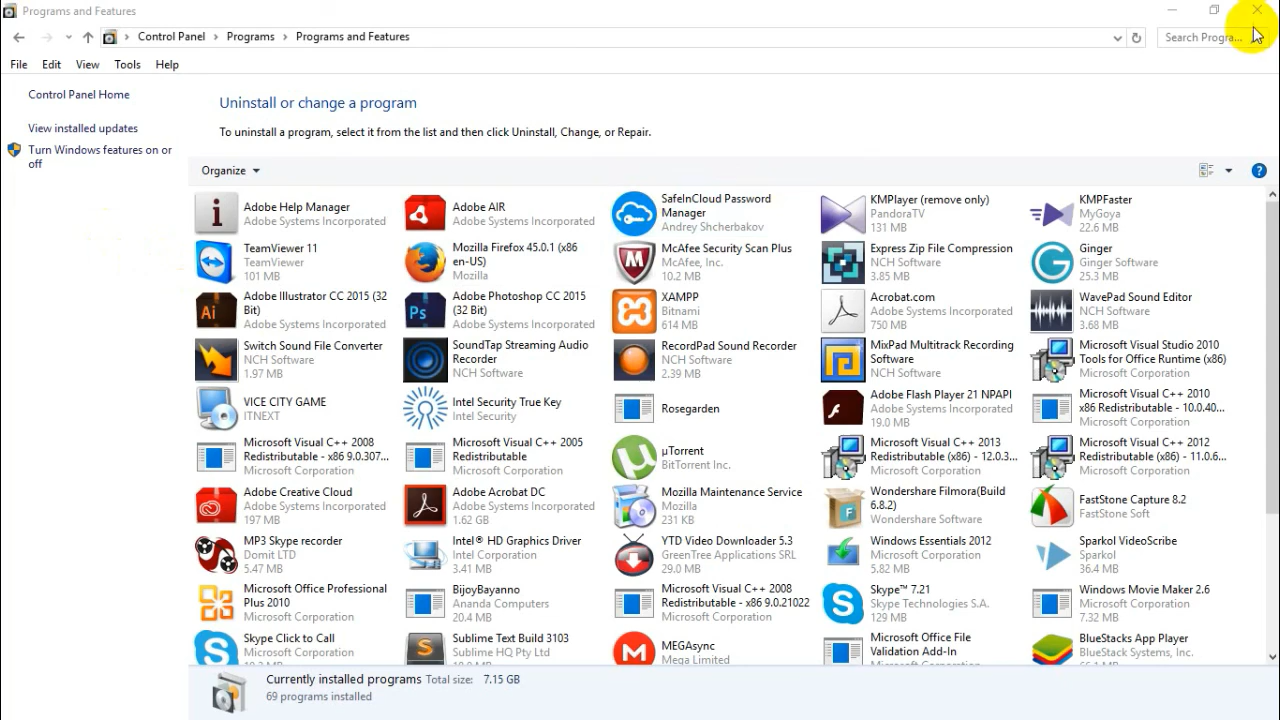 Programs and Features
Control Panel > Programs > Programs and Features
Search Progra...
File Edit View Tools Help
Control Panel Home
View installed updates
Turn Windows features on or
off
Uninstall or change a program
To uninstall a program, select it from the list and then click Uninstall, Change, or Repair.
Organize
Adobe Help Manager
Adobe Systems Incorporated
Adobe AIR
Adobe Systems Incorporated
SafeInCloud Password
Manager
Andrey Shcherbakov
KMPlayer (remove only)
PandoraTV
131 MB
KMPFaster
MyGoya
22.6 MB
TeamViewer 11
TeamViewer
101 MB
Mozilla Firefox 45.0.1 (x86
en-US)
Mozilla
McAfee Security Scan Plus
McAfee, Inc.
10.2 MB
Express Zip File Compression
NCH Software
3.85 MB
Ginger
Ginger Software
25.3 MB
Adobe Illustrator CC 2015 (32
Bit)
Adobe Systems Incorporated
Adobe Photoshop CC 2015
(32 Bit)
Adobe Systems Incorporated
XAMPP
Bitnami
614 MB
Acrobat.com
Adobe Systems Incorporated
750 MB
WavePad Sound Editor
NCH Software
3.68 MB
Switch Sound File Converter
NCH Software
1.97 MB
SoundTap Streaming Audio
Recorder
NCH Software
RecordPad Sound Recorder
NCH Software
2.39 MB
MixPad Multitrack Recording
Software
NCH Software
Microsoft Visual Studio 2010
Tools for Office Runtime (x86)
Microsoft Corporation
VICE CITY GAME
ITNEXT
Intel Security True Key
Intel Security
Rosegarden
Adobe Flash Player 21 NPAPI
Adobe Systems Incorporated
19.0 MB
Microsoft Visual C++ 2010
x86 Redistributable - 10.0.40...
Microsoft Corporation
Microsoft Visual C++ 2008
Redistributable - x86 9.0.307...
Microsoft Corporation
Microsoft Visual C++ 2005
Redistributable
Microsoft Corporation
µTorrent
BitTorrent Inc.
Microsoft Visual C++ 2013
Redistributable (x86) - 12.0.3...
Microsoft Corporation
Microsoft Visual C++ 2012
Redistributable (x86) - 11.0.6...
Microsoft Corporation
Adobe Creative Cloud
Adobe Systems Incorporated
197 MB
Adobe Acrobat DC
Adobe Systems Incorporated
1.62 GB
Mozilla Maintenance Service
Mozilla
231 KB
Wondershare Filmora(Build
6.8.2)
Wondershare Software
FastStone Capture 8.2
FastStone Soft
MP3 Skype recorder
Domit LTD
5.47 MB
Intel® HD Graphics Driver
Intel Corporation
3.41 MB
YTD Video Downloader 5.3
GreenTree Applications SRL
29.0 MB
Windows Essentials 2012
Microsoft Corporation
5.82 MB
Sparkol VideoScribe
Sparkol
36.4 MB
Microsoft Office Professional
Plus 2010
Microsoft Corporation
BijoyBayanno
Ananda Computers
20.4 MB
Microsoft Visual C++ 2008
Redistributable - x86 9.0.21022
Microsoft Corporation
Skype™ 7.21
Skype Technologies S.A.
129 MB
Windows Movie Maker 2.6
Microsoft Corporation
7.32 MB
Skype Click to Call
Microsoft Corporation
Sublime Text Build 3103
Sublime HQ Pty Ltd
MEGAsync
Mega Limited
Microsoft Office File
Validation Add-In
BlueStacks App Player
BlueStack Systems, Inc.
Currently installed programs Total size: 7.15 GB
69 programs installed